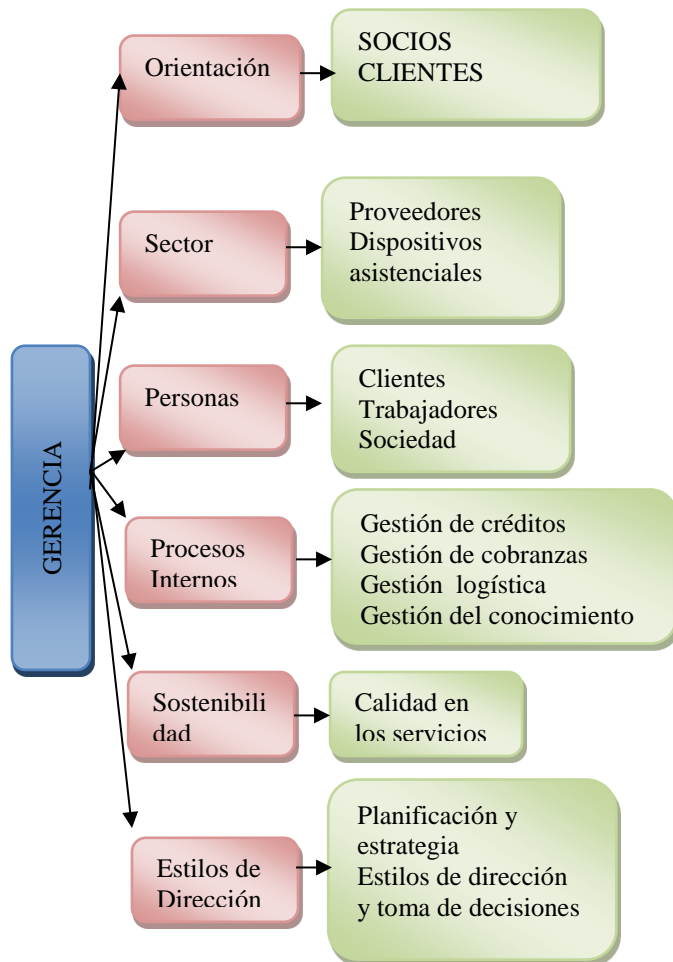 Orientación
SOCIOS
CLIENTES
Sector
Proveedores
Dispositivos
asistenciales
GERENCIA
Personas
Clientes
Trabajadores
Sociedad
Procesos
Internos
Gestión de créditos
Gestión de cobranzas
Gestión  logística
Gestión del conocimiento
Sostenibili
dad
Calidad en
los servicios
Estilos de
Dirección
Planificación y
estrategia
Estilos de dirección
y toma de decisiones